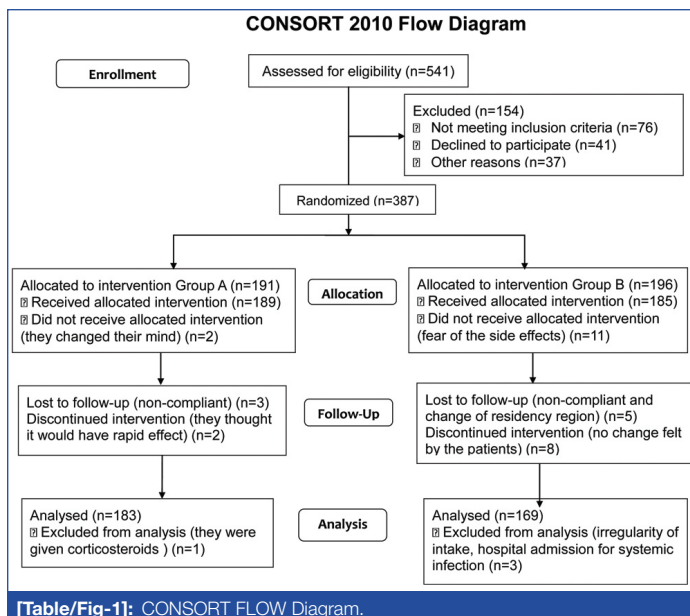 CONSORT 2010 Flow Diagram
Enrollment
Assessed for eligibility (n=541)
Excluded (n=154)
⍰ Not meeting inclusion criteria (n=76)
⍰ Declined to participate (n=41)
⍰ Other reasons (n=37)
Randomized (n=387)
Allocated to intervention Group A (n=191)
⍰ Received allocated intervention (n=189)
⍰ Did not receive allocated intervention
(they changed their mind) (n=2)
Allocation
Allocated to intervention Group B (n=196)
⍰ Received allocated intervention (n=185)
⍰ Did not receive allocated intervention
(fear of the side effects) (n=11)
Lost to follow-up (non-compliant) (n=3)
Discontinued intervention (they thought
it would have rapid effect) (n=2)
Follow-Up
Lost to follow-up (non-compliant and
change of residency region) (n=5)
Discontinued intervention (no change felt
by the patients) (n=8)
Analysed (n=183)
⍰ Excluded from analysis (they were
given corticosteroids ) (n=1)
Analysis
Analysed (n=169)
⍰ Excluded from analysis (irregularity of
intake, hospital admission for systemic
infection) (n=3)
[Table/Fig-1]: CONSORT FLOW Diagram.